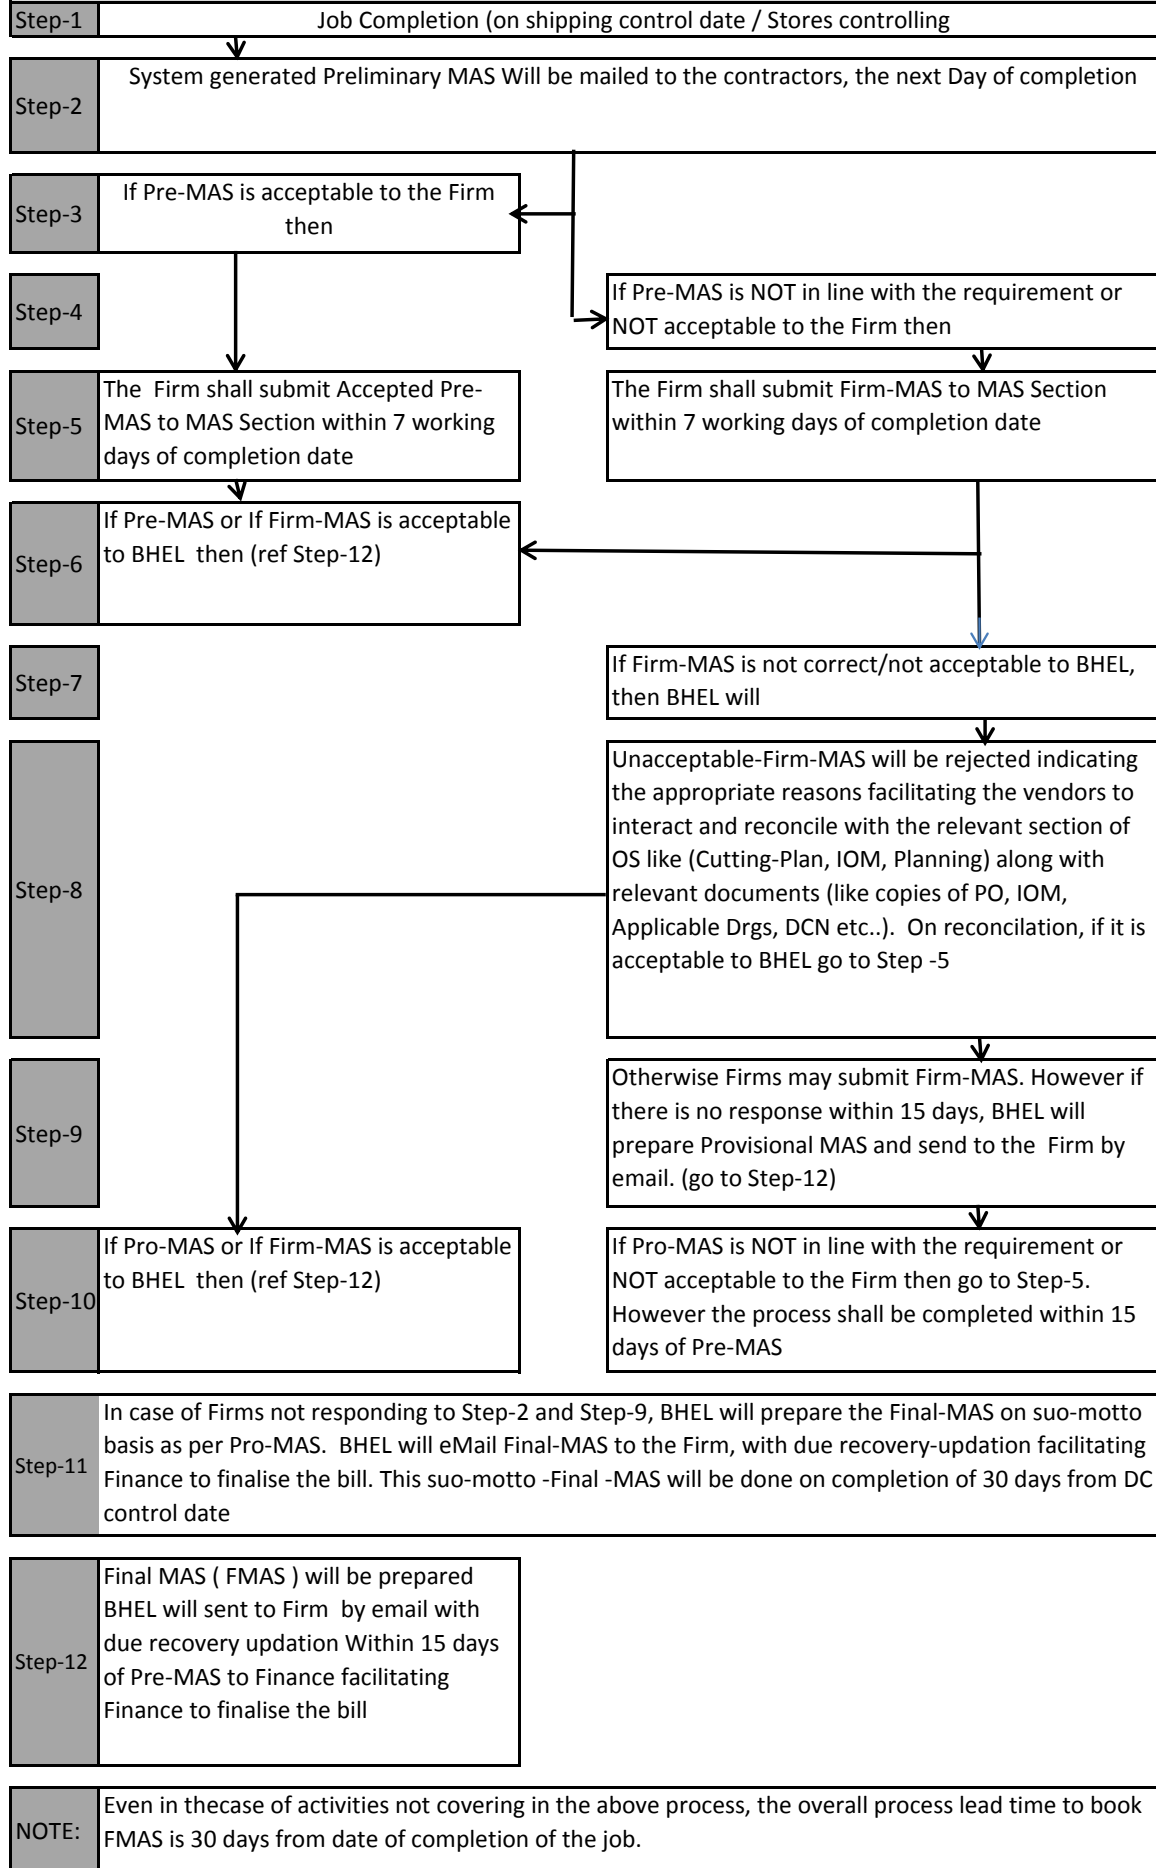 Step-1
Job Completion (on shipping control date / Stores controlling
Step-2
System generated Preliminary MAS Will be mailed to the contractors, the next Day of completion
Step-3
If Pre-MAS is acceptable to the Firm
then
Step-4
If Pre-MAS is NOT in line with the requirement or
NOT acceptable to the Firm then
Step-5
The Firm shall submit Accepted Pre-
MAS to MAS Section within 7 working
days of completion date
The Firm shall submit Firm-MAS to MAS Section
within 7 working days of completion date
Step-6
If Pre-MAS or If Firm-MAS is acceptable
to BHEL then (ref Step-12)
Step-7
If Firm-MAS is not correct/not acceptable to BHEL,
then BHEL will
Step-8
Unacceptable-Firm-MAS will be rejected indicating
the appropriate reasons facilitating the vendors to
interact and reconcile with the relevant section of
OS like (Cutting-Plan, IOM, Planning) along with
relevant documents (like copies of PO, IOM,
Applicable Drgs, DCN etc..). On reconcilation, if it is
acceptable to BHEL go to Step -5
Step-9
Otherwise Firms may submit Firm-MAS. However if
there is no response within 15 days, BHEL will
prepare Provisional MAS and send to the Firm by
email. (go to Step-12)
Step-10
If Pro-MAS or If Firm-MAS is acceptable
to BHEL then (ref Step-12)
If Pro-MAS is NOT in line with the requirement or
NOT acceptable to the Firm then go to Step-5.
However the process shall be completed within 15
days of Pre-MAS
Step-11
In case of Firms not responding to Step-2 and Step-9, BHEL will prepare the Final-MAS on suo-motto
basis as per Pro-MAS. BHEL will eMail Final-MAS to the Firm, with due recovery-updation facilitating
Finance to finalise the bill. This suo-motto -Final -MAS will be done on completion of 30 days from DC
control date
Step-12
Final MAS ( FMAS ) will be prepared
BHEL will sent to Firm by email with
due recovery updation Within 15 days
of Pre-MAS to Finance facilitating
Finance to finalise the bill
NOTE:
Even in thecase of activities not covering in the above process, the overall process lead time to book
FMAS is 30 days from date of completion of the job.